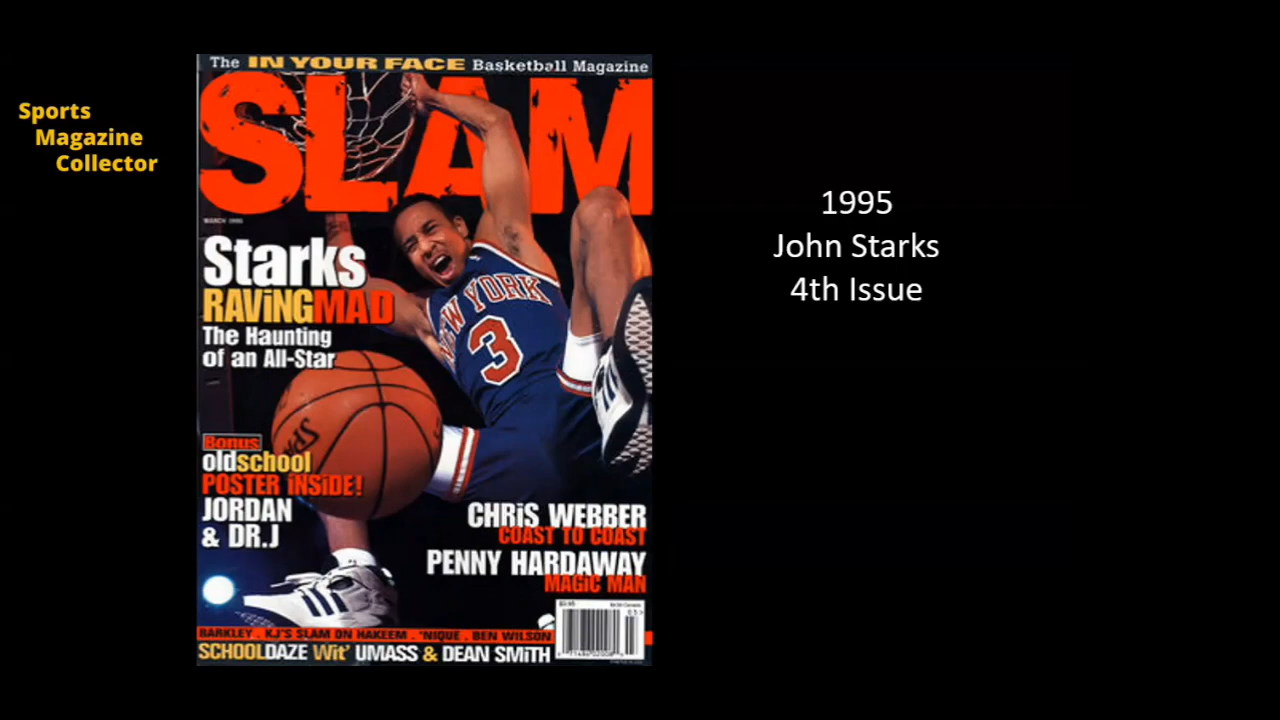 Sports
Magazine
Collector
The IN YOUR FACE Basketball Magazine
SLAM
MARCH 1995
Starks
RAViNGMAD
The Haunting
of an All-Star
Bonus
oldschool
POSTER iNSiDE!
JORDAN
& DR.J
CHRiS WEBBER
COAST TO COAST
PENNY HARDAWAY
MAGiC MAN
NEW YORK
3
BARKLEY . KJ'S SLAM ON HAKEEM . 'NIQUE . BEN WILSON
SCHOOLDAZE Wit' UMASS & DEAN SMiTH
1995
John Starks
4th Issue